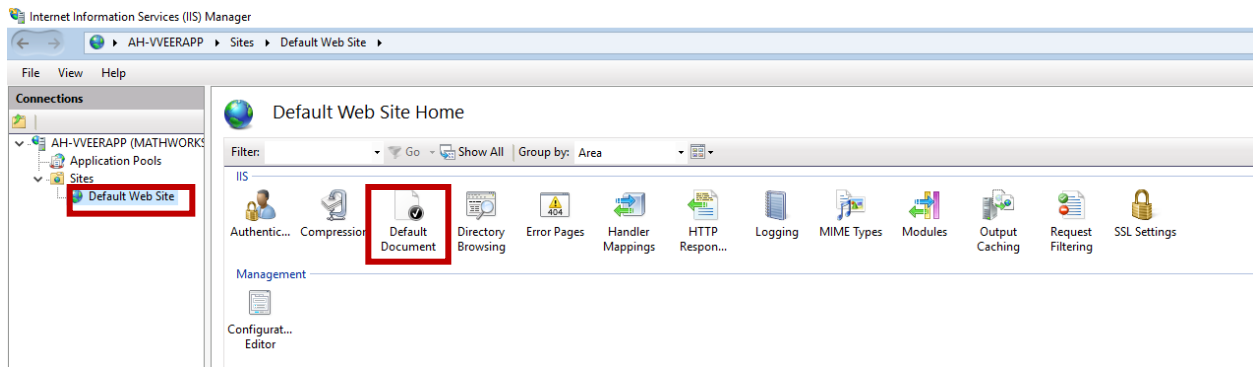 Internet Information Services (IIS) Manager
AH-VVEERAPP Sites Default Web Site
File View Help
Connections
AH-VVEERAPP (MATHWORKS
Application Pools
Sites
Default Web Site
Default Web Site Home
Filter: Go Show All Group by: Area
IIS
Authentic... Compression Default Document Directory Browsing Error Pages Handler Mappings HTTP Respon... Logging MIME Types Modules Output Caching Request Filtering SSL Settings
404
Management
Configurat...
Editor